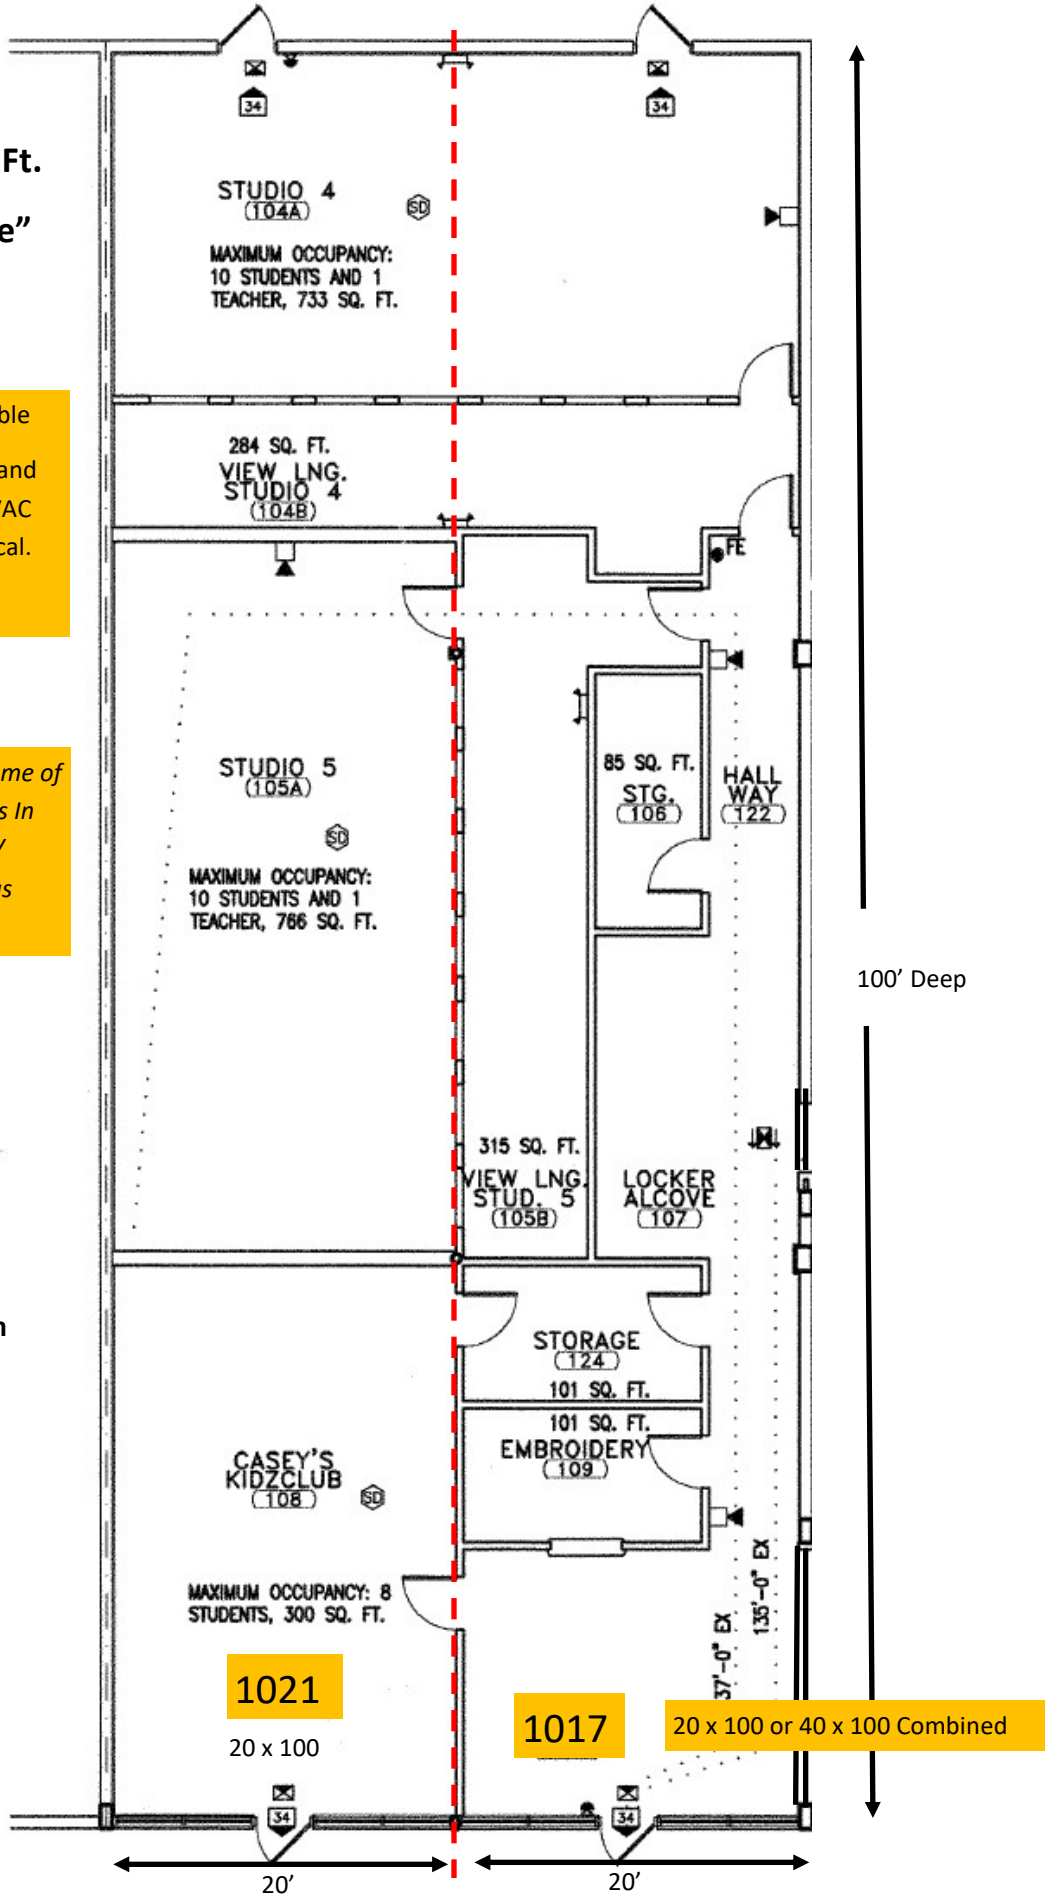 34
34
Ft.
e”
STUDIO 4
104A
SD
MAXIMUM OCCUPANCY:
10 STUDENTS AND 1
TEACHER, 733 SQ. FT.
ble
and
AC
cal.
284 SQ. FT.
VIEW LNG.
STUDIO 4
104B
FE
me of
s In
STUDIO 5
105A
SD
MAXIMUM OCCUPANCY:
10 STUDENTS AND 1
TEACHER, 766 SQ. FT.
85 SQ. FT.
STG.
106
HALL
WAY
122
100’ Deep
315 SQ. FT.
VIEW LNG.
STUD. 5
105B
LOCKER
ALCOVE
107
STORAGE
124
101 SQ. FT.
101 SQ. FT.
EMBROIDERY
109
CASEY'S
KIDZCLUB
108
SD
MAXIMUM OCCUPANCY: 8
STUDENTS, 300 SQ. FT.
135'-0" EX
37'-0" EX
1021
20 x 100
1017
20 x 100 or 40 x 100 Combined
34
34
20’
20’